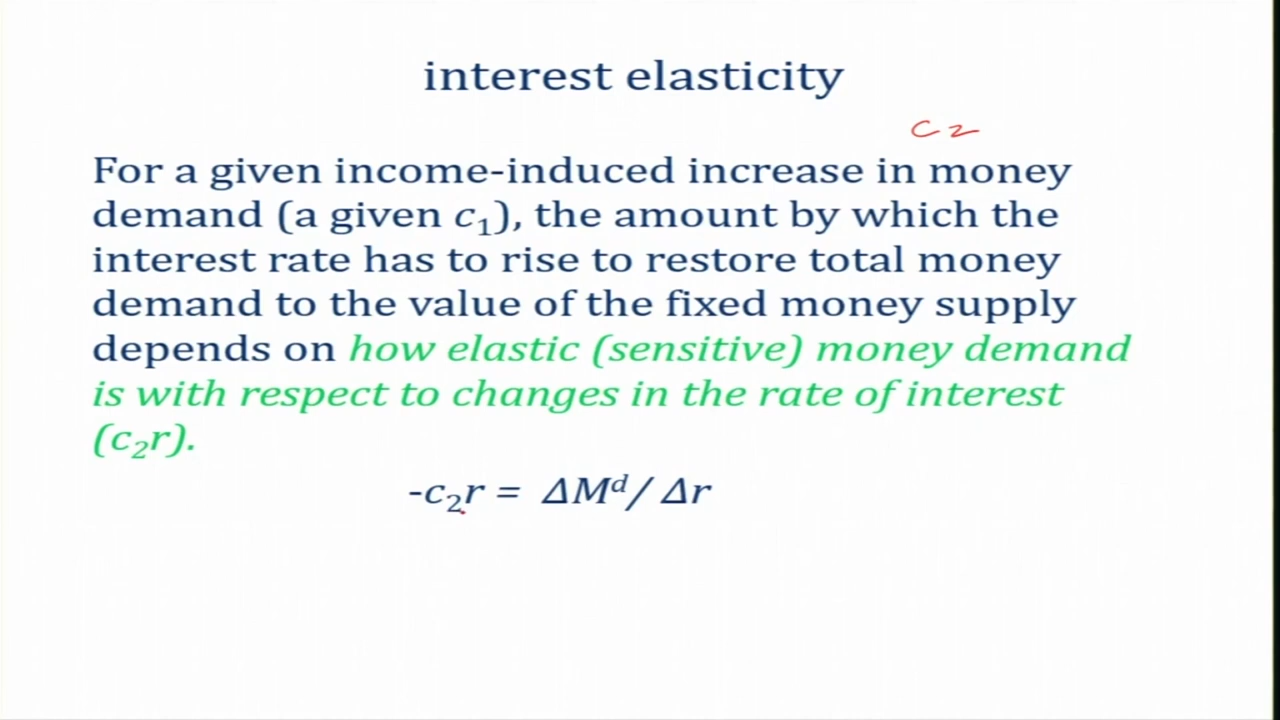 interest elasticity
c2
For a given income-induced increase in money
demand (a given c₁), the amount by which the
interest rate has to rise to restore total money
demand to the value of the fixed money supply
depends on how elastic (sensitive) money demand
is with respect to changes in the rate of interest
(c₂r).
-c₂r = ΔMᵈ/ Δr